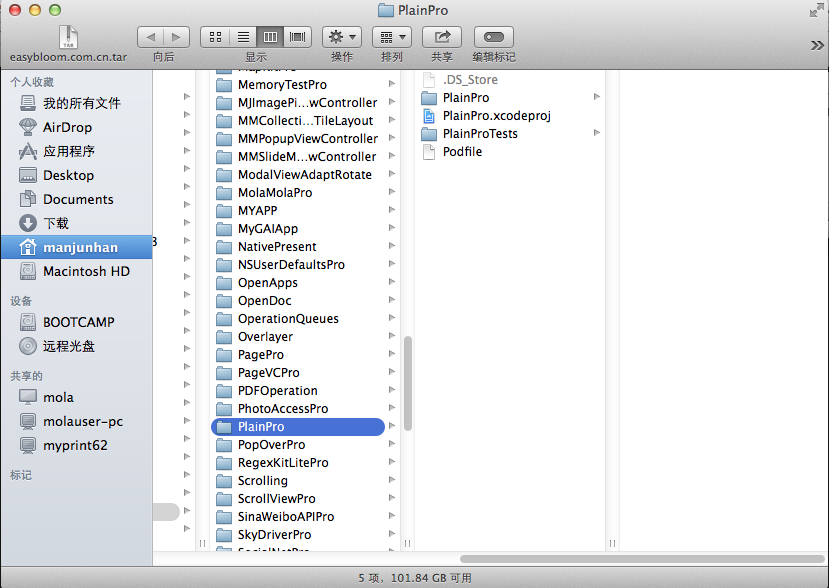 PlainPro
TAR
easybloom.com.cn.tar
向后
显示
操作
排列
共享
编辑标记
个人收藏
我的所有文件
AirDrop
应用程序
Desktop
Documents
下载
manjunhan
Macintosh HD
设备
BOOTCAMP
远程光盘
共享的
mola
molauser-pc
myprint62
标记
3
MemoryTestPro
MJImagePi...wController
MMCollecti...TileLayout
MMPopupViewController
MMSlideM...wController
ModalViewAdaptRotate
MolaMolaPro
MYAPP
MyGAIApp
NativePresent
NSUserDefaultsPro
OpenApps
OpenDoc
OperationQueues
Overlayer
PagePro
PageVCPro
PDFOperation
PhotoAccessPro
PlainPro
PopOverPro
RegexKitLitePro
Scrolling
ScrollViewPro
SinaWeiboAPIPro
SkyDriverPro
.DS_Store
PlainPro
PlainPro.xcodeproj
PlainProTests
Podfile
5 项，101.84 GB 可用